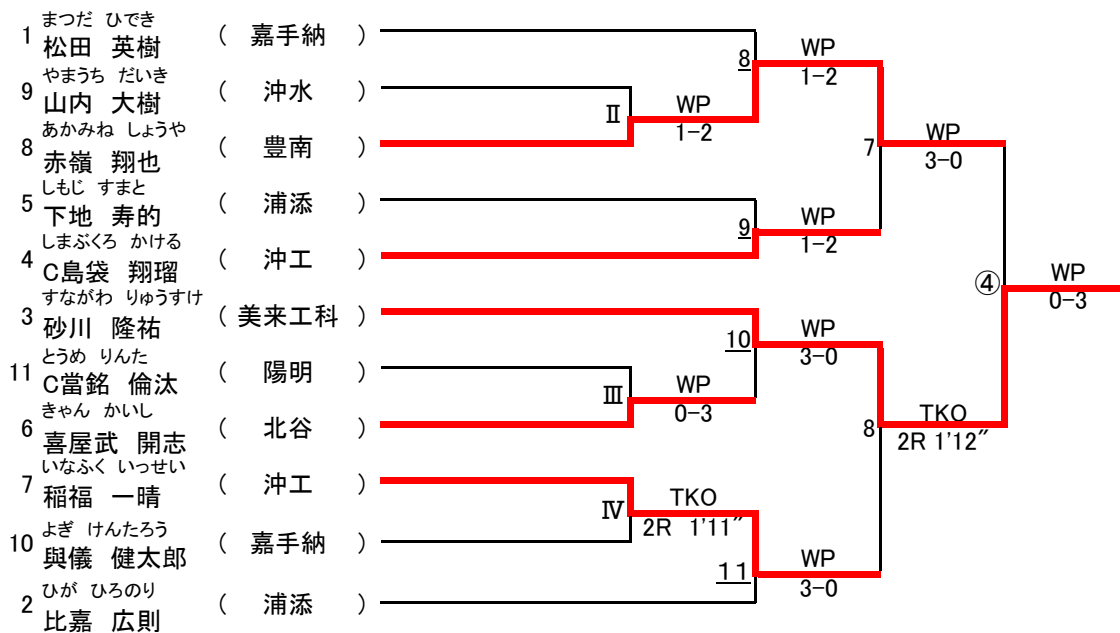 まつだ ひでき
1 松田 英樹 ( 嘉手納 )
やまうち だいき
9 山内 大樹 ( 沖水 )
あかみね しょうや
8 赤嶺 翔也 ( 豊南 )
しもじ すまと
5 下地 寿的 ( 浦添 )
しまぶくろ かける
4 C島袋 翔瑠 ( 沖工 )
すながわ りゅうすけ
3 砂川 隆祐 ( 美来工科 )
とうめ りんた
11 C當銘 倫汰 ( 陽明 )
きゃん かいし
6 喜屋武 開志 ( 北谷 )
いなふく いっせい
7 稲福 一晴 ( 沖工 )
よぎ けんたろう
10 與儀 健太郎 ( 嘉手納 )
ひが ひろのり
2 比嘉 広則 ( 浦添 )
Ⅱ WP
1-2
Ⅲ WP
0-3
Ⅳ TKO
2R 1'11"
8 WP
1-2
9 WP
1-2
10 WP
3-0
11 WP
3-0
7 WP
3-0
8 TKO
2R 1'12"
④ WP
0-3